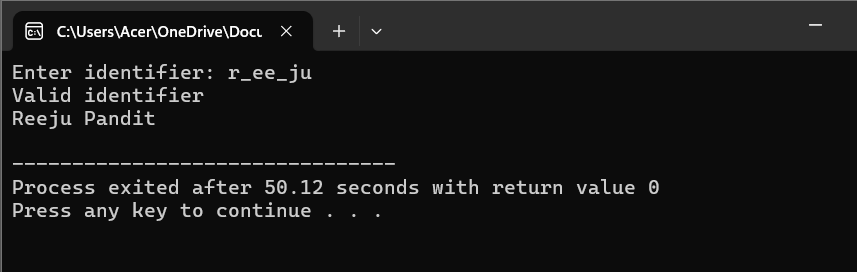 C:\Users\Acer\OneDrive\Docu
Enter identifier: r_ee_ju
Valid identifier
Reeju Pandit
--------------------------------
Process exited after 50.12 seconds with return value 0
Press any key to continue . . .